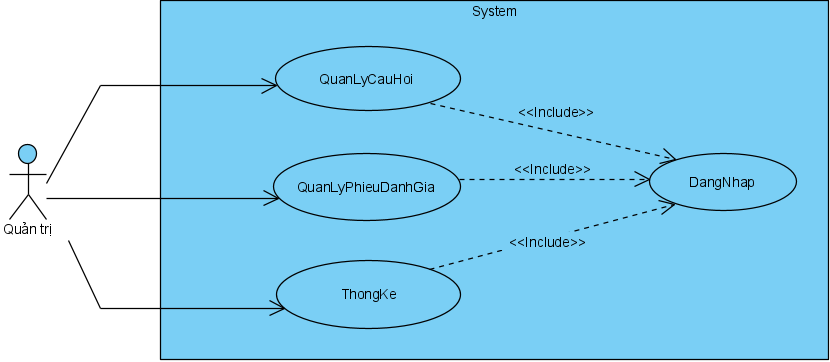 System
QuanLyCauHoi
<<Include>>
QuanLyPhieuDanhGia
<<Include>>
DangNhap
Quản trị
<<Include>>
ThongKe